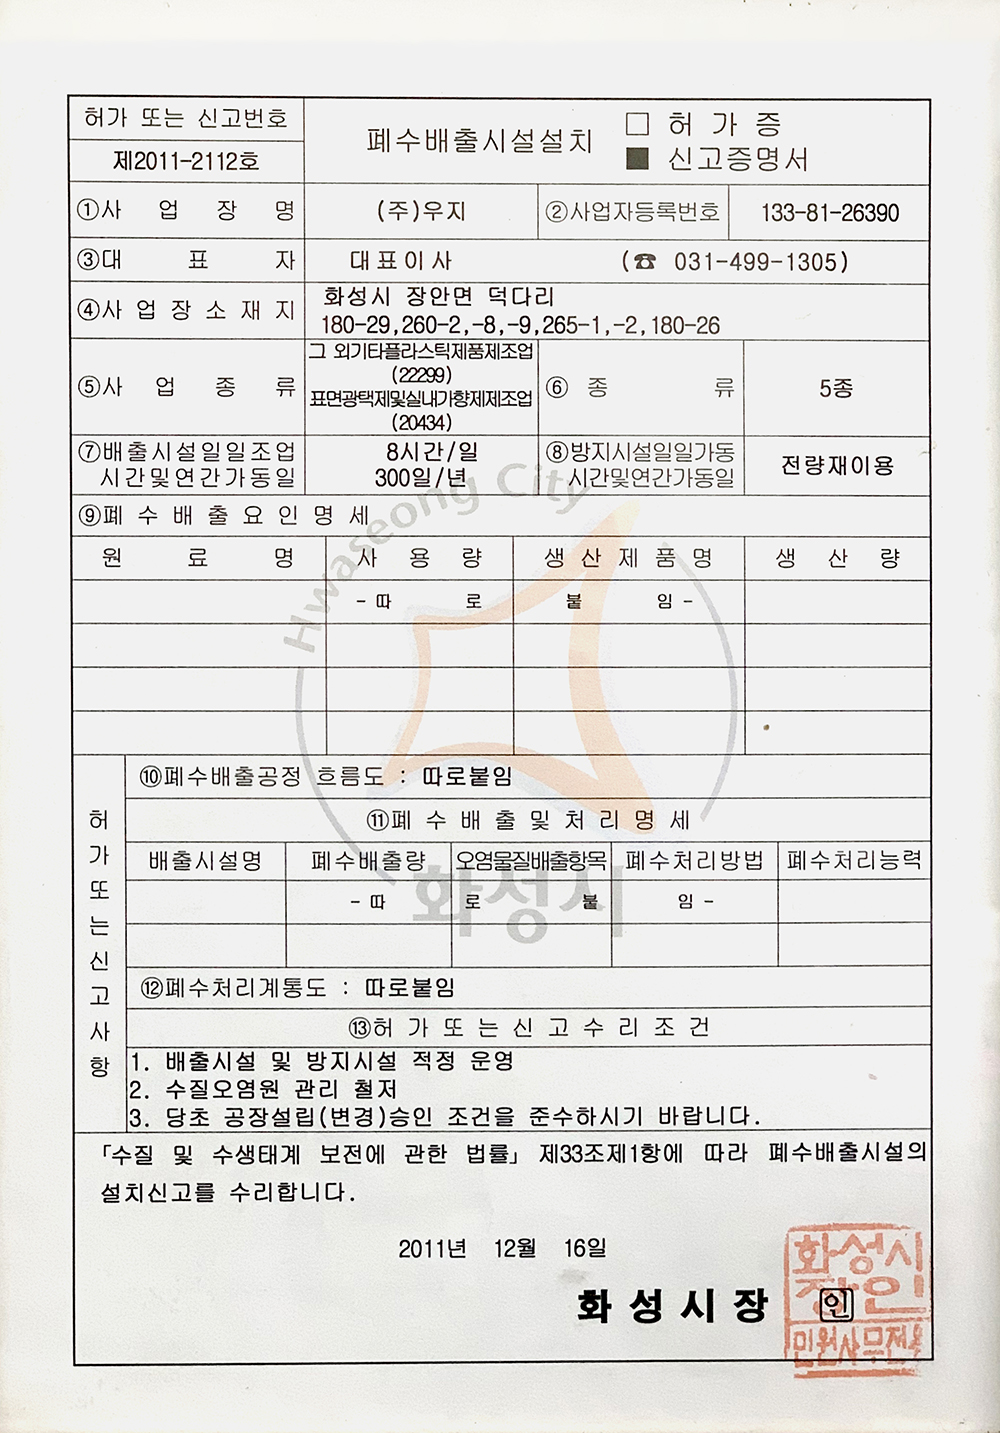 허가 또는 신고번호
제2011-2112호
폐수배출시설설치
□ 허 가 증
■ 신고증명서
①사 업 장 명
(주)우지
②사업자등록번호
133-81-26390
③대 표 자
대표이사
(☎ 031-499-1305)
④사 업 장 소 재 지
화성시 장안면 덕다리
180-29,260-2,-8,-9,265-1,-2,180-26
⑤사 업 종 류
그 외기타플라스틱제품제조업
(22299)
표면광택제및실내가향제제조업
(20434)
⑥ 종 류
5종
⑦배출시설일일조업
시간및연간가동일
8시간/일
300일/년
⑧방지시설일일가동
시간및연간가동일
전량재이용
⑨폐 수 배 출 요 인 명 세
원 료 명
사 용 량
생 산 제 품 명
생 산 량
- 따 로 붙 임 -
허가또는신고사항
⑩폐수배출공정 흐름도 : 따로붙임
⑪폐 수 배 출 및 처 리 명 세
배출시설명
폐수배출량
오염물질배출항목
폐수처리방법
폐수처리능력
- 따 로 붙 임 -
⑫폐수처리계통도 : 따로붙임
⑬허 가 또 는 신 고 수 리 조 건
1. 배출시설 및 방지시설 적정 운영
2. 수질오염원 관리 철저
3. 당초 공장설립(변경)승인 조건을 준수하시기 바랍니다.
「수질 및 수생태계 보전에 관한 법률」 제33조제1항에 따라 폐수배출시설의
설치신고를 수리합니다.
2011년 12월 16일
화성시장 인
화성시
장인
민원사무전용
Hwaseong City
화성시